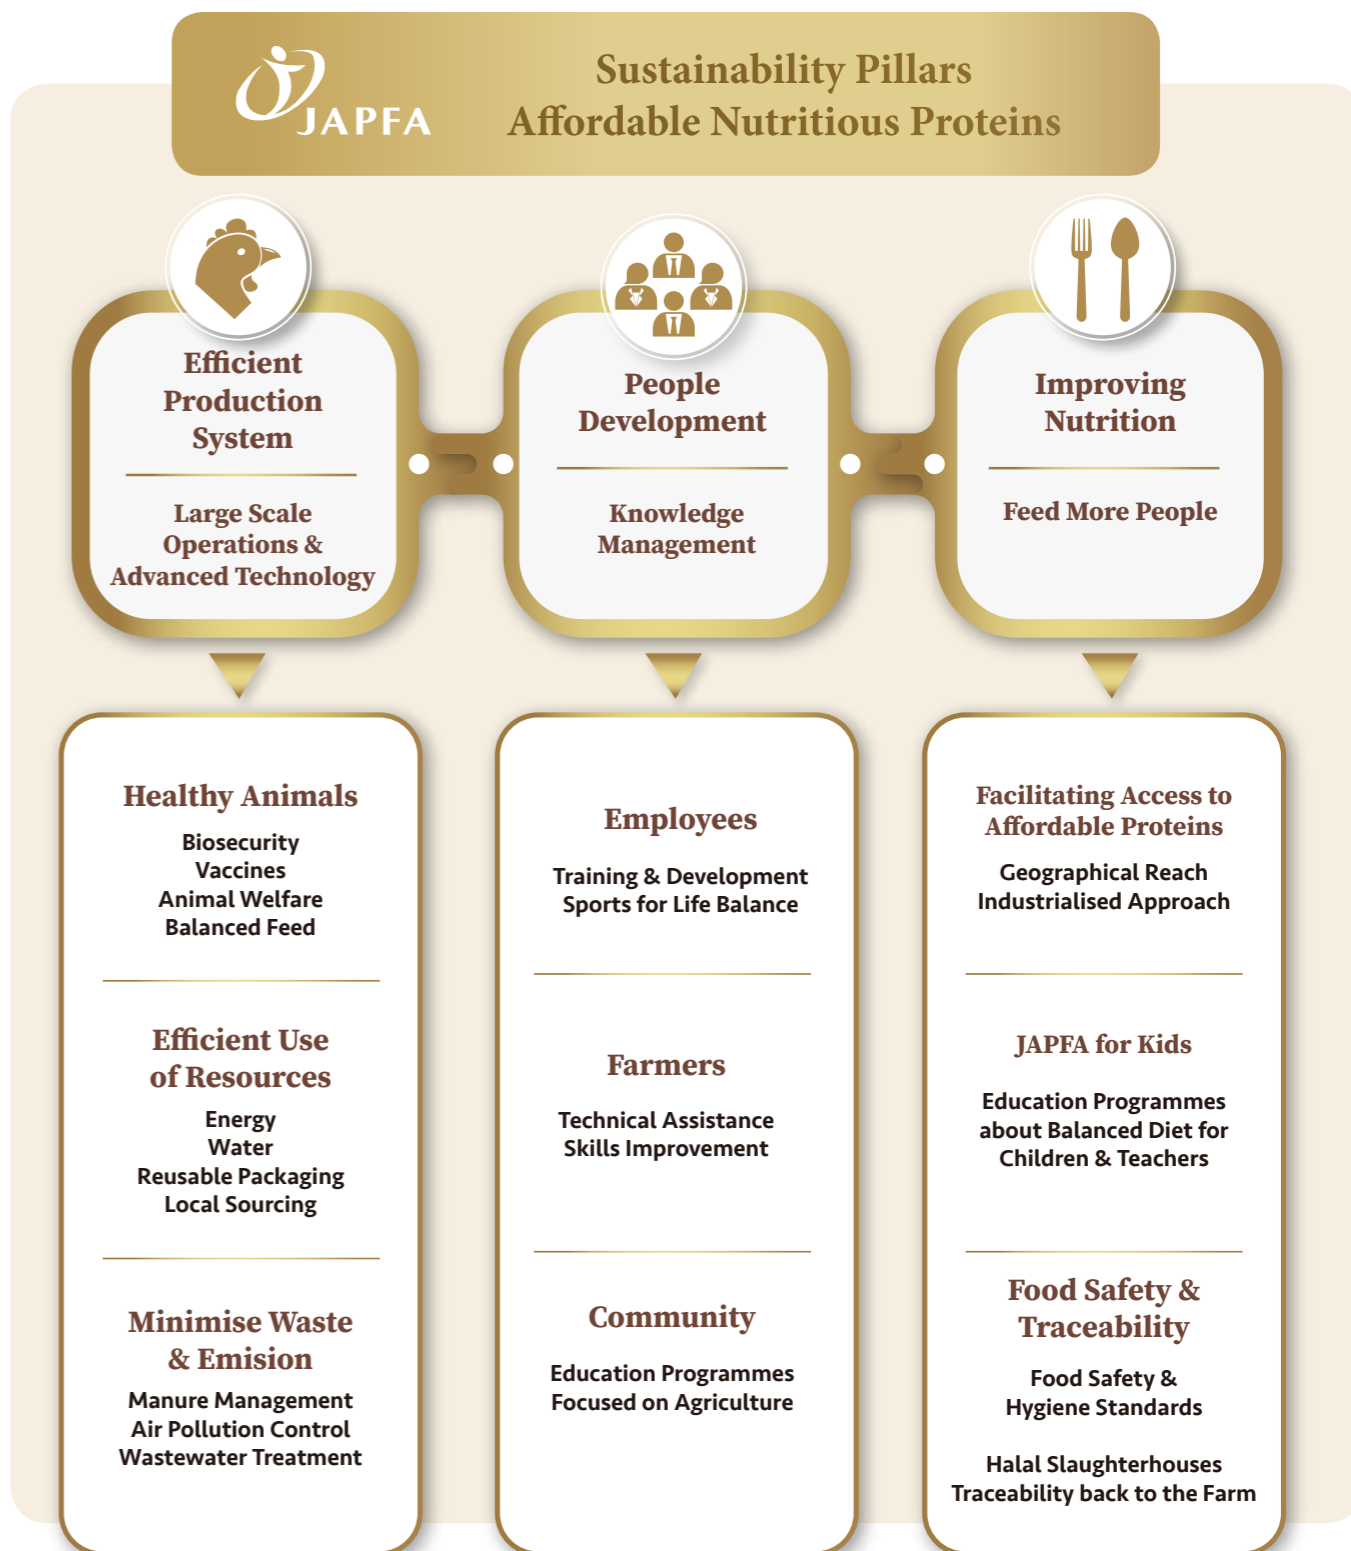 JAPFA
Sustainability Pillars
Affordable Nutritious Proteins
Efficient
Production
System
Large Scale
Operations &
Advanced Technology
People
Development
Knowledge
Management
Improving
Nutrition
Feed More People
Healthy Animals
Biosecurity
Vaccines
Animal Welfare
Balanced Feed
Efficient Use
of Resources
Energy
Water
Reusable Packaging
Local Sourcing
Minimise Waste
& Emision
Manure Management
Air Pollution Control
Wastewater Treatment
Employees
Training & Development
Sports for Life Balance
Farmers
Technical Assistance
Skills Improvement
Community
Education Programmes
Focused on Agriculture
Facilitating Access to
Affordable Proteins
Geographical Reach
Industrialised Approach
JAPFA for Kids
Education Programmes
about Balanced Diet for
Children & Teachers
Food Safety &
Traceability
Food Safety &
Hygiene Standards
Halal Slaughterhouses
Traceability back to the Farm